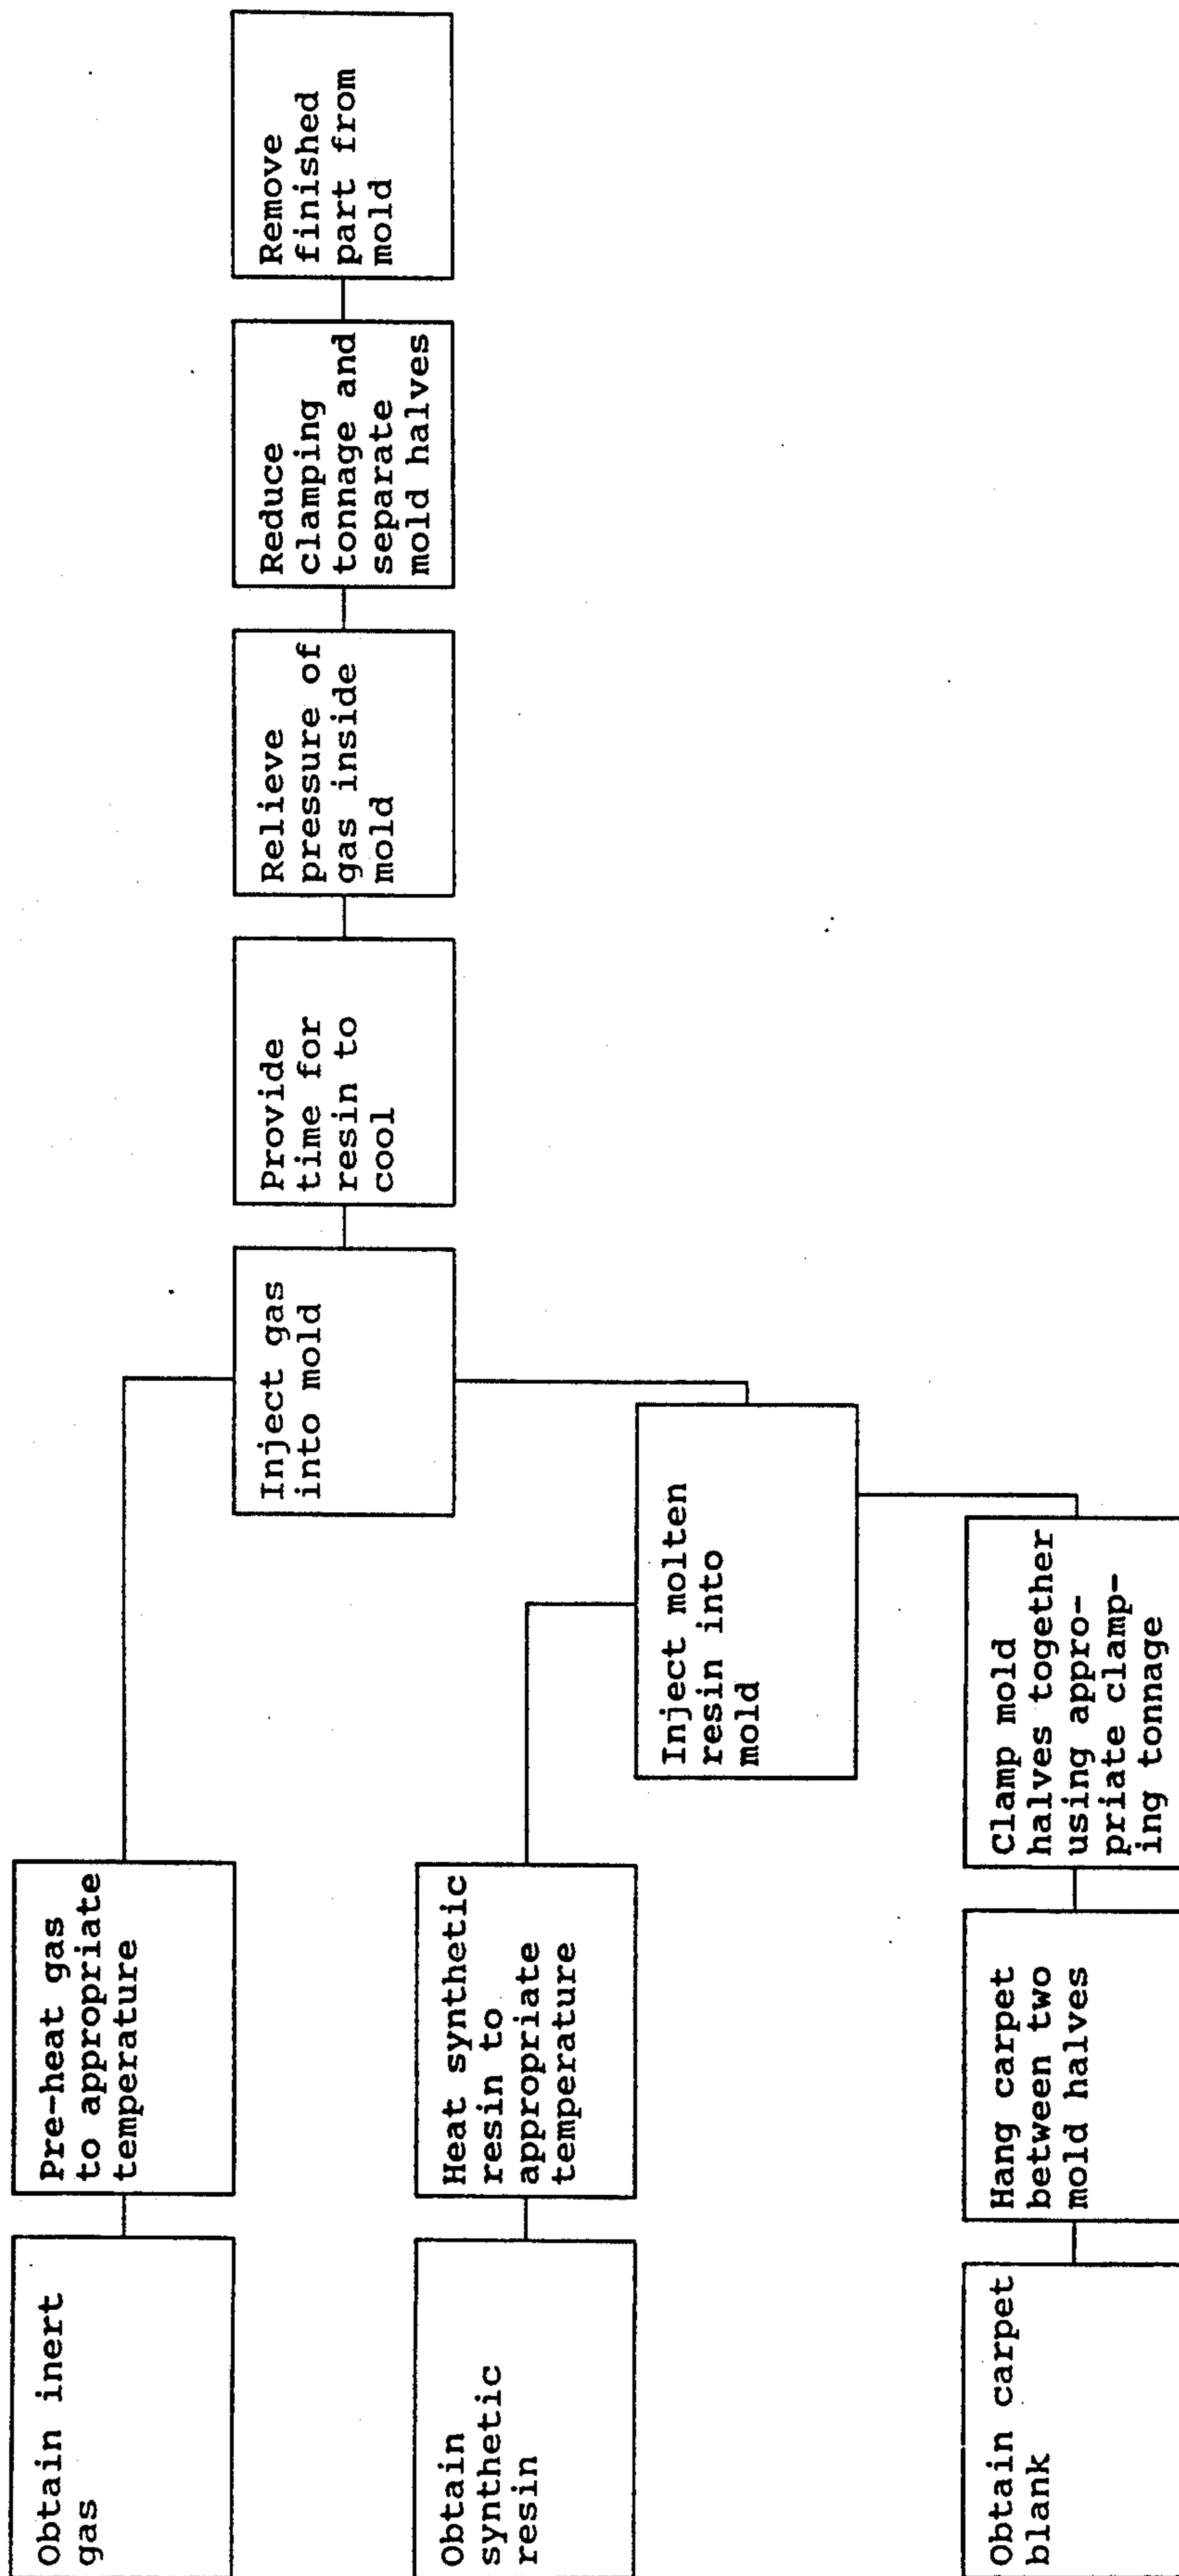 Obtain inert
gas
Pre-heat gas
to appropriate
temperature
Obtain
synthetic
resin
Heat synthetic
resin to
appropriate
temperature
Obtain carpet
blank
Hang carpet
between two
mold halves
Clamp mold
halves together
using appro-
priate clamp-
ing tonnage
Inject molten
resin into
mold
Inject gas
into mold
Provide
time for
resin to
cool
Relieve
pressure of
gas inside
mold
Reduce
clamping
tonnage and
separate
mold halves
Remove
finished
part from
mold